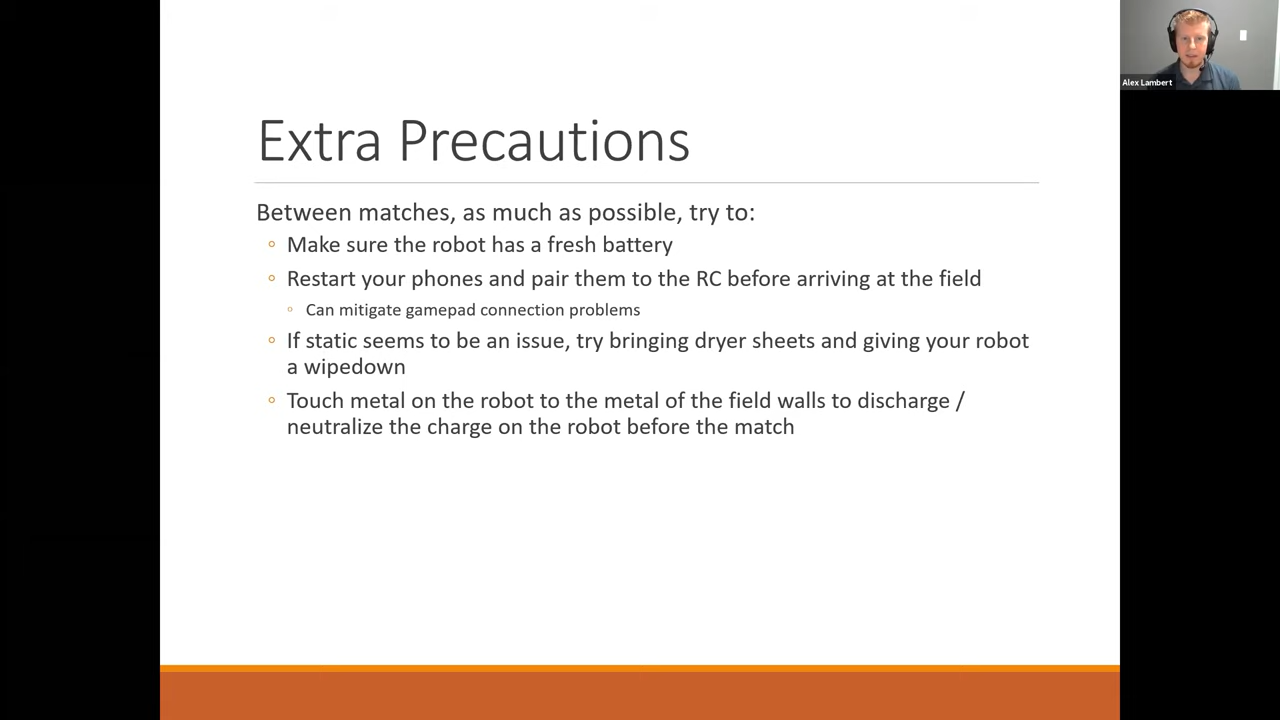 Alex Lambert
Extra Precautions
Between matches, as much as possible, try to:
◦ Make sure the robot has a fresh battery
◦ Restart your phones and pair them to the RC before arriving at the field
◦ Can mitigate gamepad connection problems
◦ If static seems to be an issue, try bringing dryer sheets and giving your robot
a wipedown
◦ Touch metal on the robot to the metal of the field walls to discharge /
neutralize the charge on the robot before the match